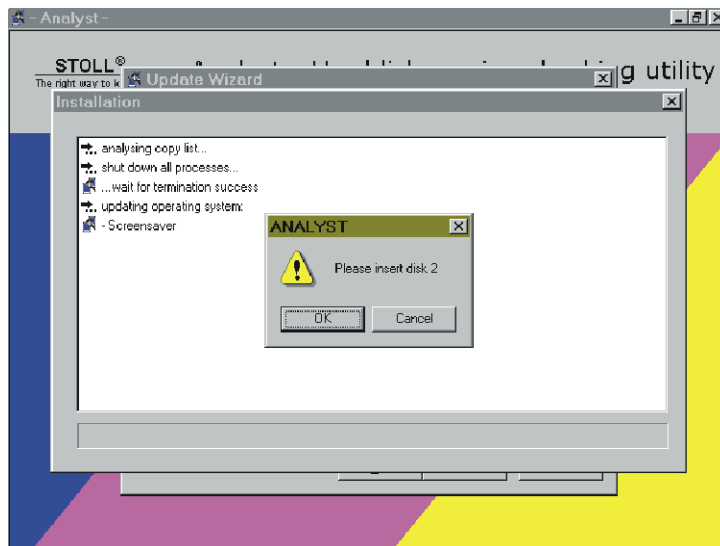 - Analyst -
STOLL®
The right way to k
g utility
Update Wizard
Installation
analysing copy list...
shut down all processes...
...wait for termination success
updating operating system:
- Screensaver
ANALYST
Please insert disk 2
OK
Cancel